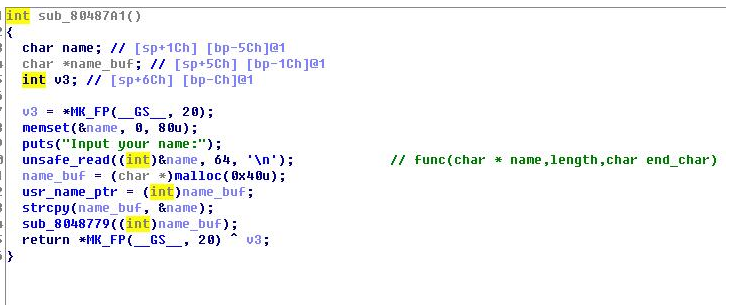 int sub_80487A1()
{
  char name; // [sp+1Ch] [bp-5Ch]@1
  char *name_buf; // [sp+5Ch] [bp-1Ch]@1
  int v3; // [sp+6Ch] [bp-Ch]@1

  v3 = *MK_FP(__GS__, 20);
  memset(&name, 0, 80u);
  puts("Input your name:");
  unsafe_read((int)&name, 64, '\n');              // func(char * name,length,char end_char)
  name_buf = (char *)malloc(0x40u);
  usr_name_ptr = (int)name_buf;
  strcpy(name_buf, &name);
  sub_8048779((int)name_buf);
  return *MK_FP(__GS__, 20) ^ v3;
}